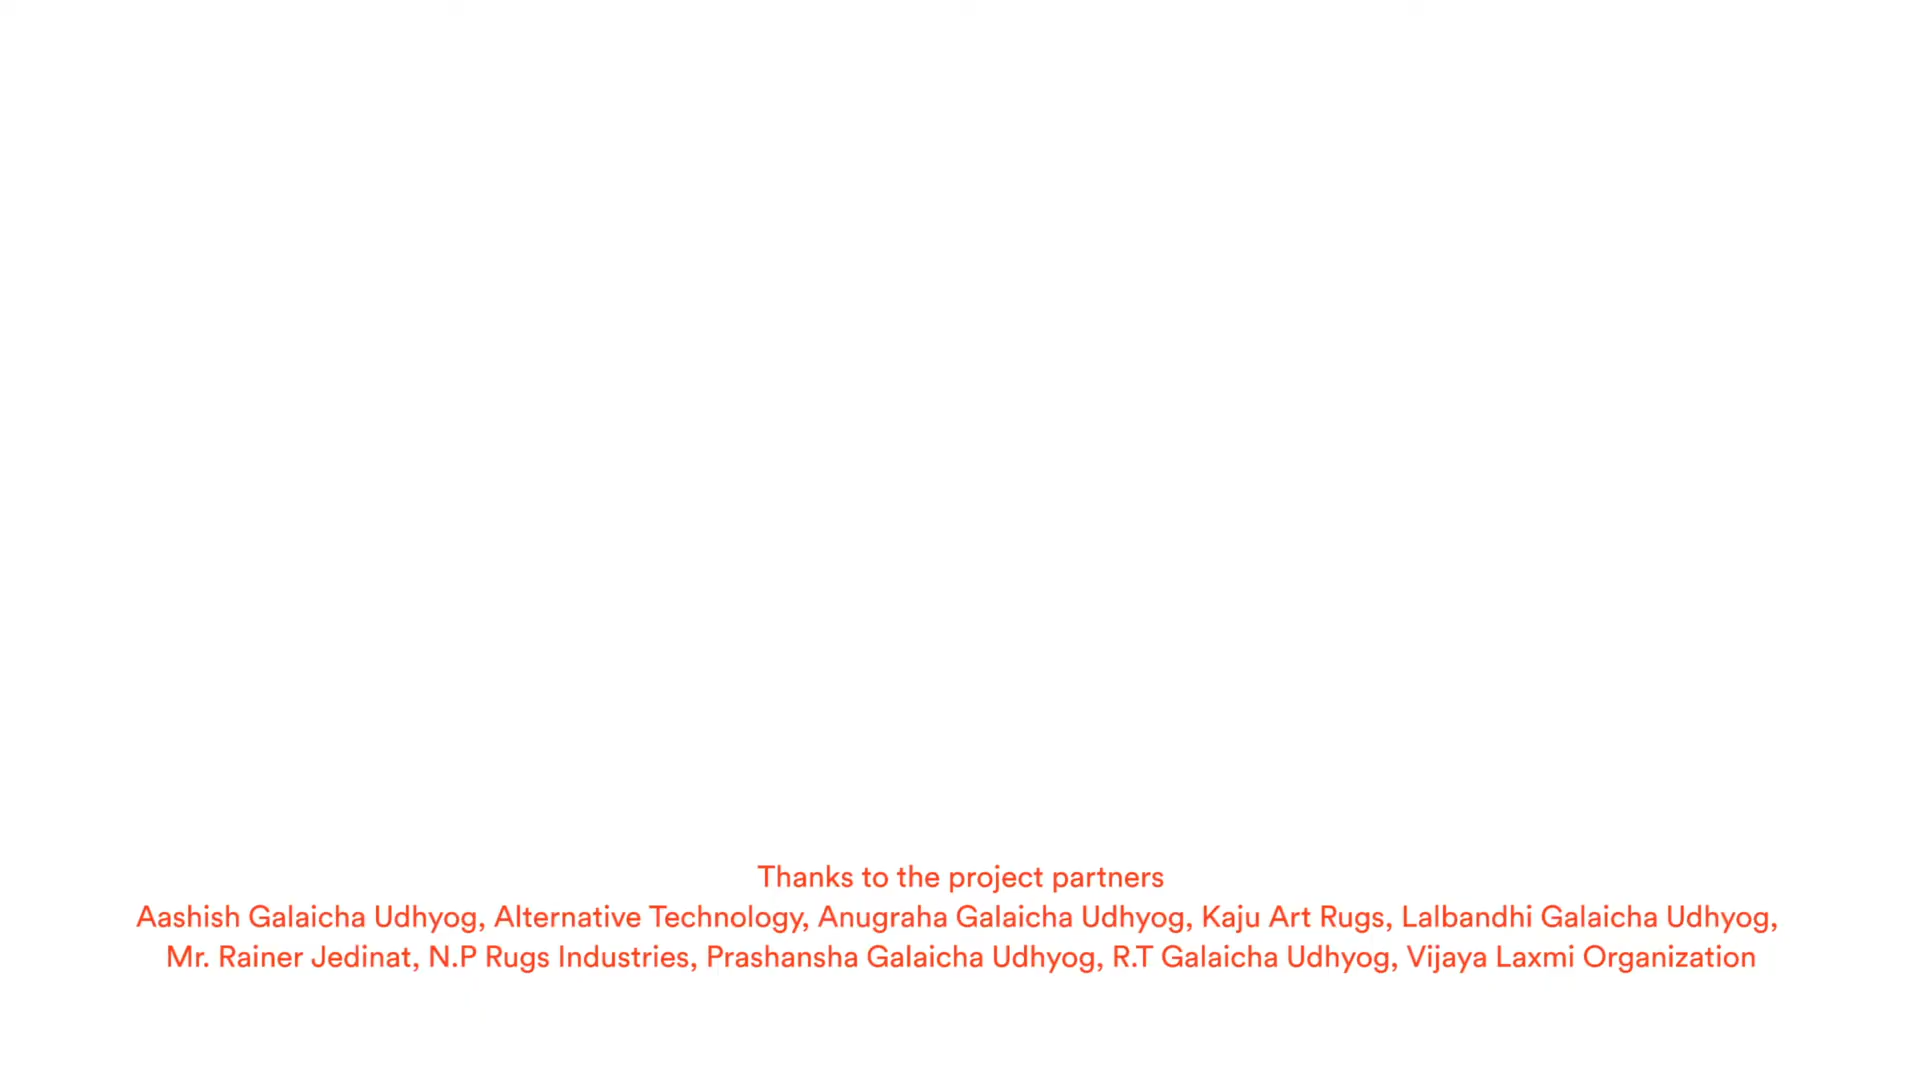 Thanks to the project partners
Aashish Galaicha Udhyog, Alternative Technology, Anugraha Galaicha Udhyog, Kaju Art Rugs, Lalbandhi Galaicha Udhyog,
Mr. Rainer Jedinat, N.P Rugs Industries, Prashansha Galaicha Udhyog, R.T Galaicha Udhyog, Vijaya Laxmi Organization